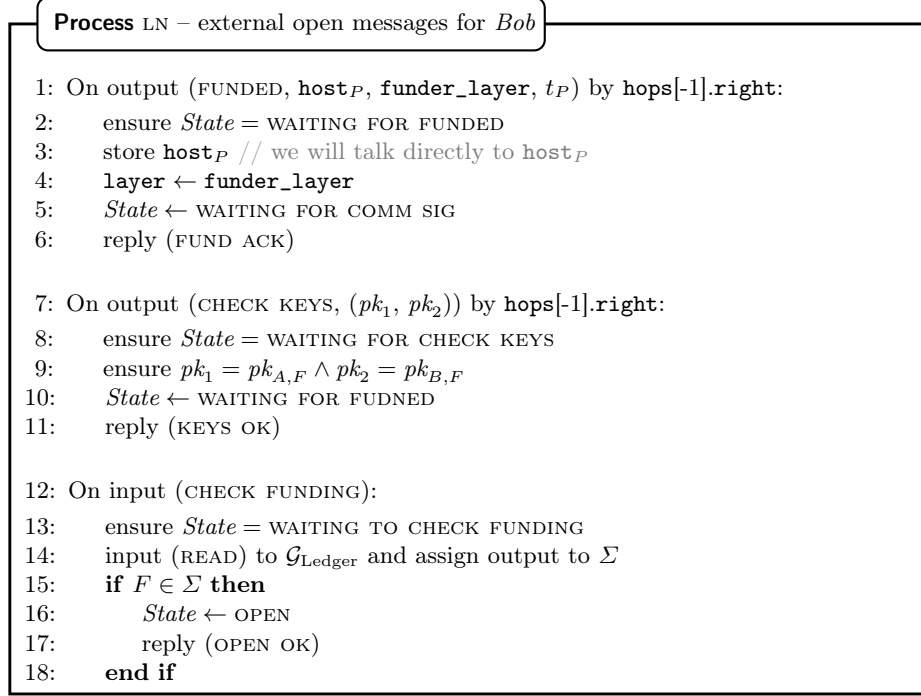 Process LN – external open messages for Bob
1: On output (FUNDED, host_P, funder_layer, t_P) by hops[-1].right:
2: ensure State = WAITING FOR FUNDED
3: store host_P // we will talk directly to host_P
4: layer ← funder_layer
5: State ← WAITING FOR COMM SIG
6: reply (FUND ACK)
7: On output (CHECK KEYS, (pk_1, pk_2)) by hops[-1].right:
8: ensure State = WAITING FOR CHECK KEYS
9: ensure pk_1 = pk_{A,F} ∧ pk_2 = pk_{B,F}
10: State ← WAITING FOR FUDNED
11: reply (KEYS OK)
12: On input (CHECK FUNDING):
13: ensure State = WAITING TO CHECK FUNDING
14: input (READ) to 𝒢_Ledger and assign output to Σ
15: if F ∈ Σ then
16: State ← OPEN
17: reply (OPEN OK)
18: end if